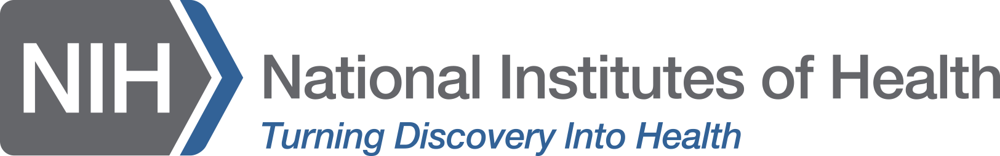 NIH
National Institutes of Health
Turning Discovery Into Health